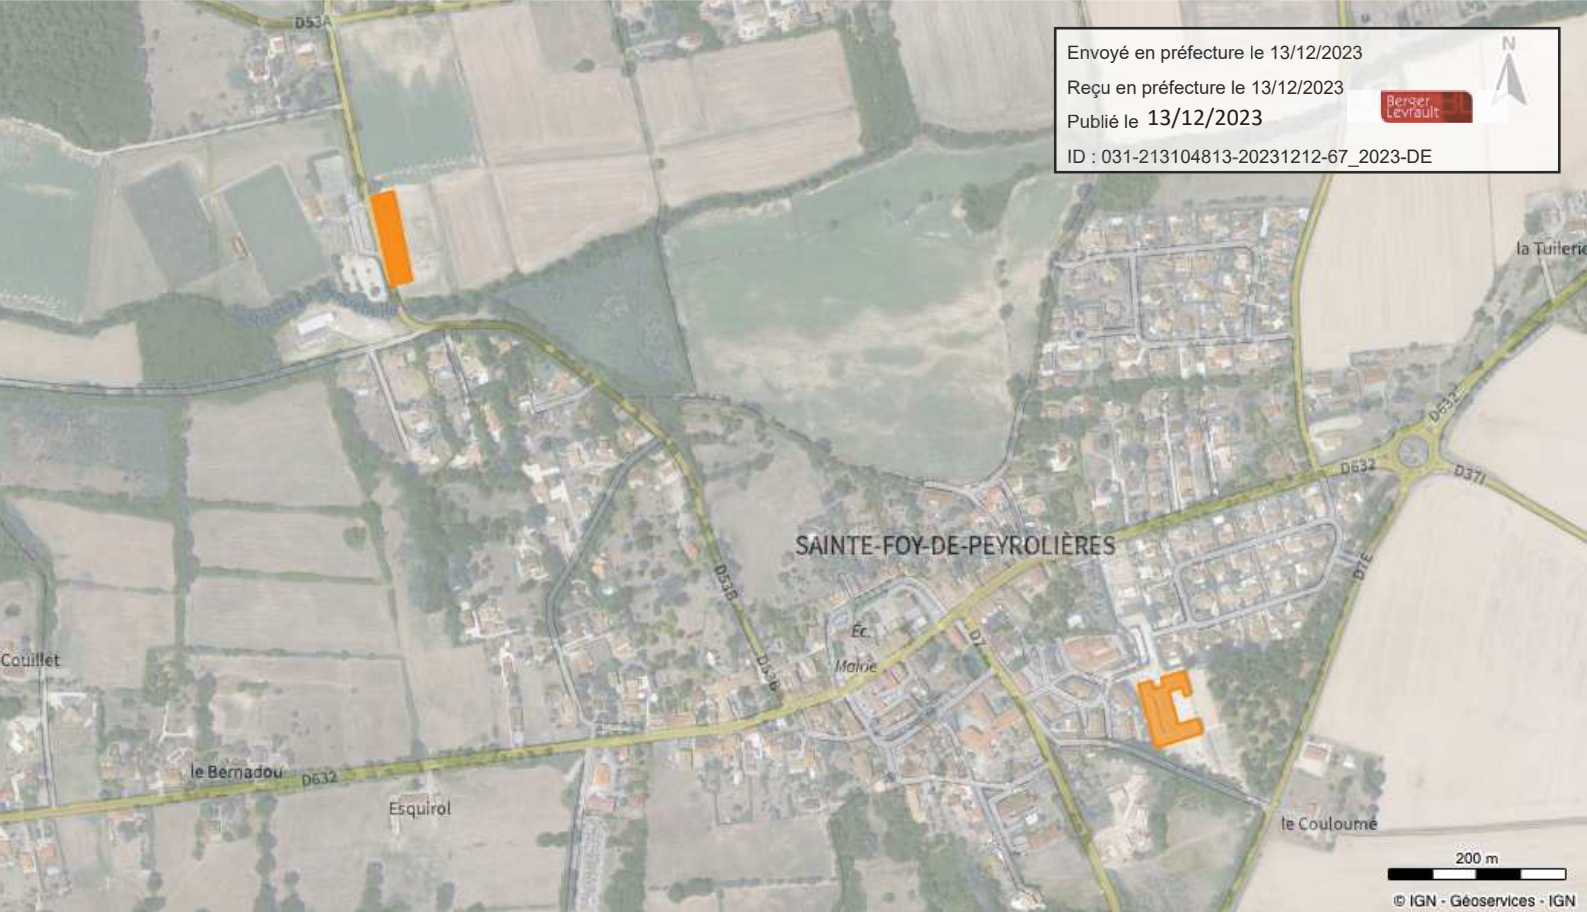 D53A
Envoyé en préfecture le 13/12/2023
Reçu en préfecture le 13/12/2023
Publié le 13/12/2023
ID : 031-213104813-20231212-67_2023-DE
Berger
Levrault
N
la Tuilerie
D632
D632
D37I
SAINTE-FOY-DE-PEYROLIÈRES
D7E
D53B
Éc.
D7
Mairie
D53B
Couillet
le Bernadou
D632
Esquirol
le Couloumé
200 m
© IGN - Géoservices - IGN